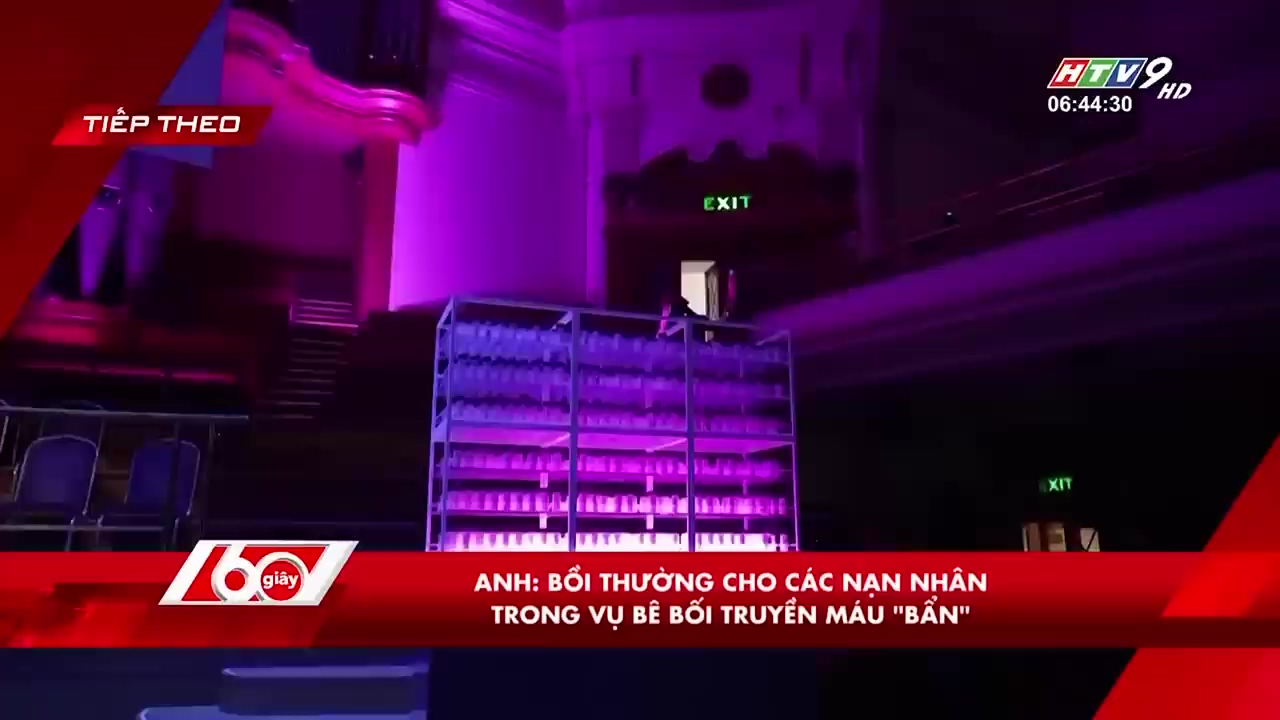 TIẾP THEO
HTV9 HD
06:44:30
EXIT
EXIT
60 giây
ANH: BỒI THƯỜNG CHO CÁC NẠN NHÂN
TRONG VỤ BÊ BỐI TRUYỀN MÁU "BẨN"